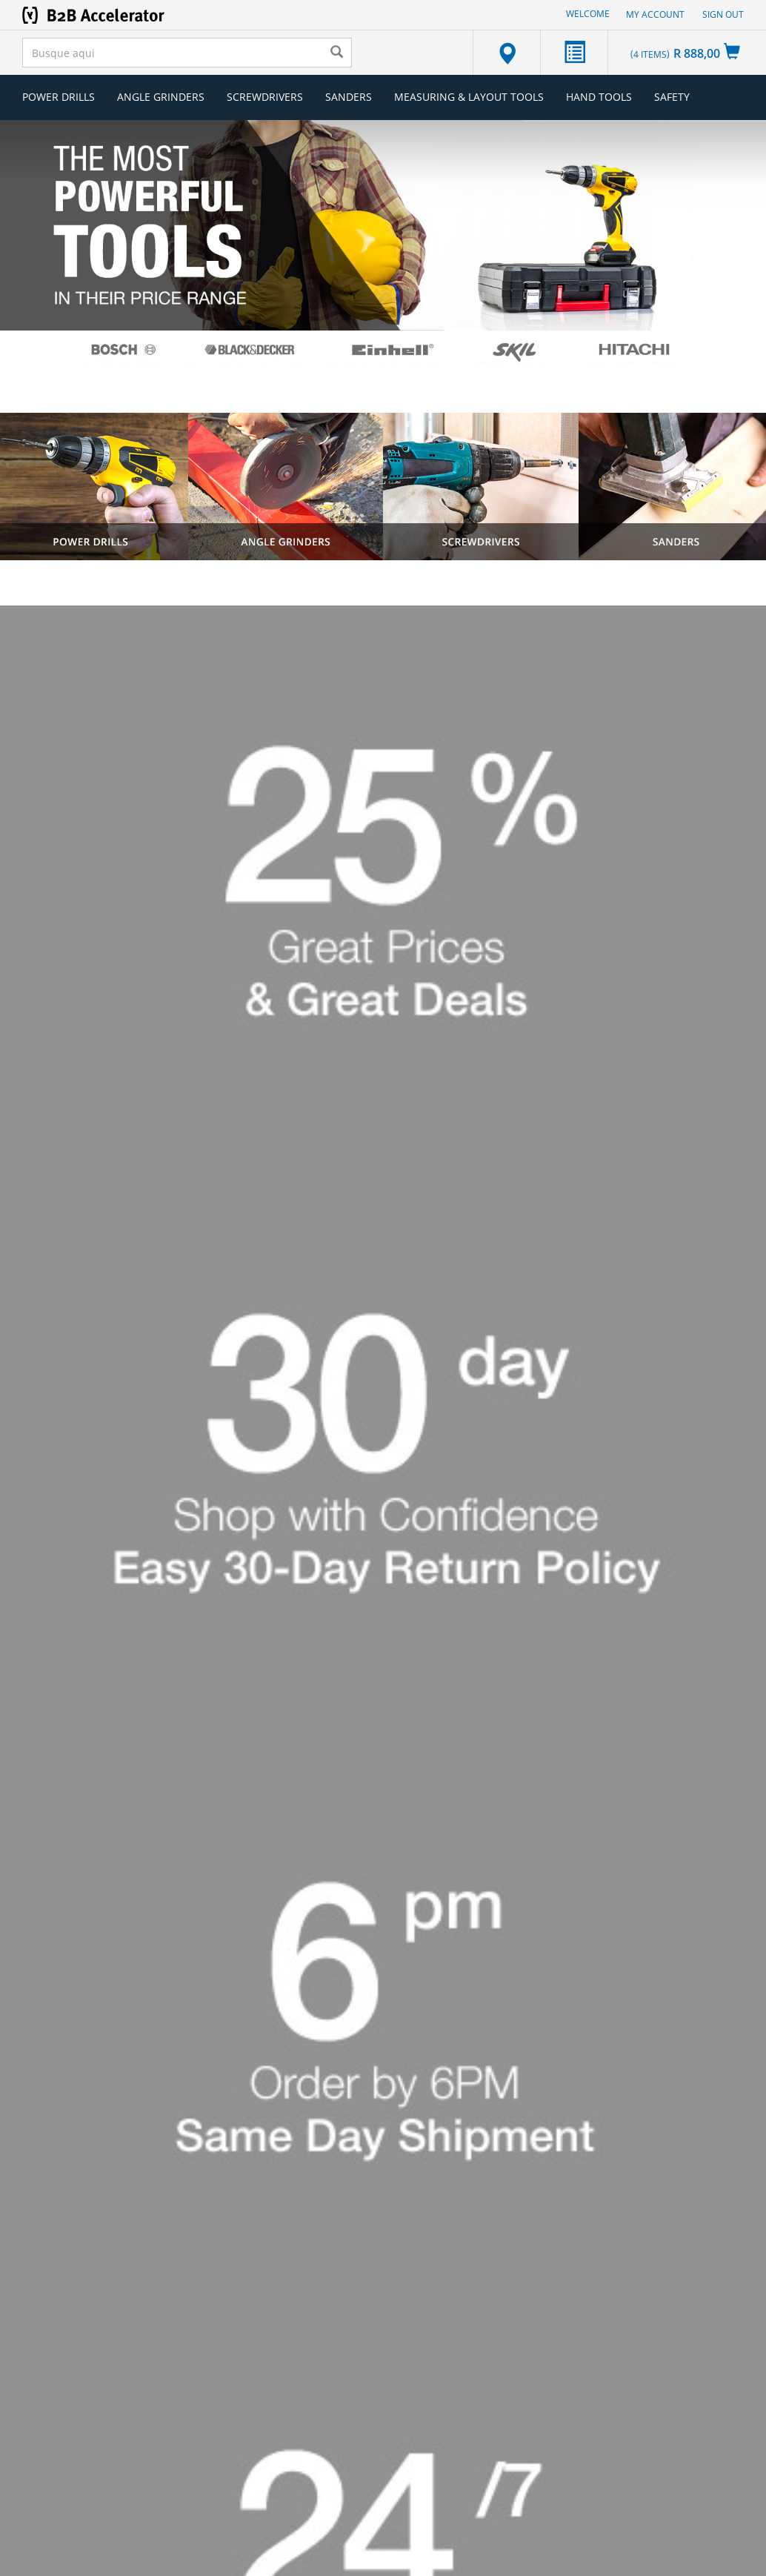 B2B Accelerator
WELCOME
MY ACCOUNT
SIGN OUT
Busque aqui
(4 ITEMS) R 888,00
POWER DRILLS
ANGLE GRINDERS
SCREWDRIVERS
SANDERS
MEASURING & LAYOUT TOOLS
HAND TOOLS
SAFETY
THE MOST
POWERFUL
TOOLS
IN THEIR PRICE RANGE
BOSCH
BLACK&DECKER
Einhell®
SKIL
HITACHI
POWER DRILLS
ANGLE GRINDERS
SCREWDRIVERS
SANDERS
25 %
Great Prices
& Great Deals
30 day
Shop with Confidence
Easy 30-Day Return Policy
6 pm
Order by 6PM
Same Day Shipment
24 /7